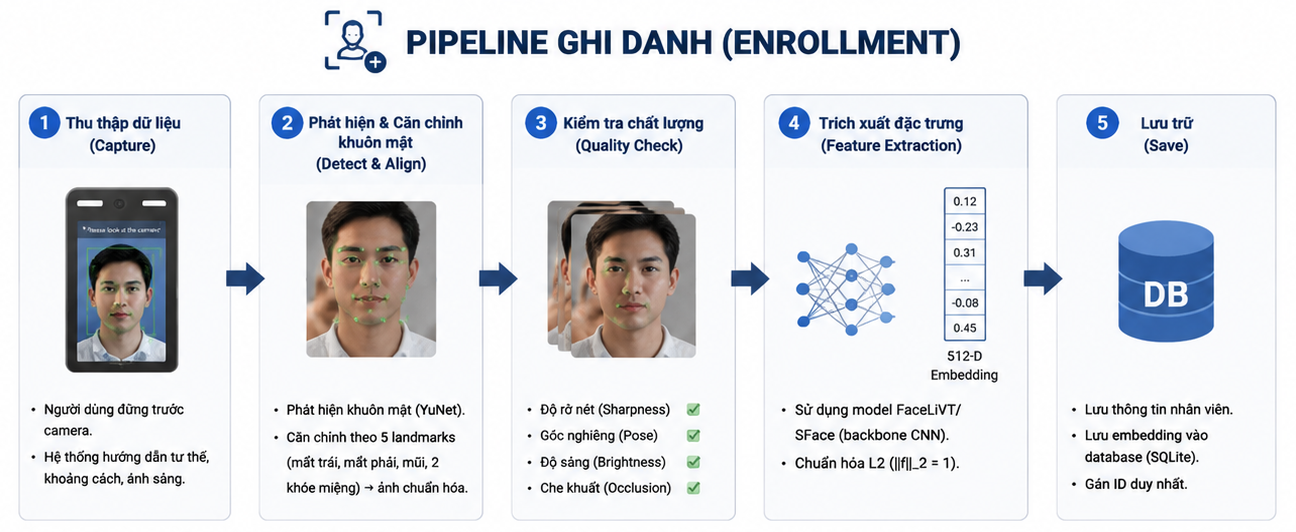 PIPELINE GHI DANH (ENROLLMENT)
1
Thu thập dữ liệu
(Capture)
Please look at the camera
• Người dùng đứng trước
camera.
• Hệ thống hướng dẫn tư thế,
khoảng cách, ánh sáng.
2
Phát hiện & Căn chỉnh
khuôn mặt
(Detect & Align)
• Phát hiện khuôn mặt (YuNet).
• Căn chỉnh theo 5 landmarks
(mắt trái, mắt phải, mũi, 2
khóe miệng) → ảnh chuẩn hóa.
3
Kiểm tra chất lượng
(Quality Check)
• Độ rõ nét (Sharpness)
• Góc nghiêng (Pose)
• Độ sáng (Brightness)
• Che khuất (Occlusion)
4
Trích xuất đặc trưng
(Feature Extraction)
0.12
-0.23
0.31
...
-0.08
0.45
512-D
Embedding
• Sử dụng model FaceLiVT/
SFace (backbone CNN).
• Chuẩn hóa L2 (||f||_2 = 1).
5
Lưu trữ
(Save)
DB
• Lưu thông tin nhân viên.
• Lưu embedding vào
database (SQLite).
• Gán ID duy nhất.